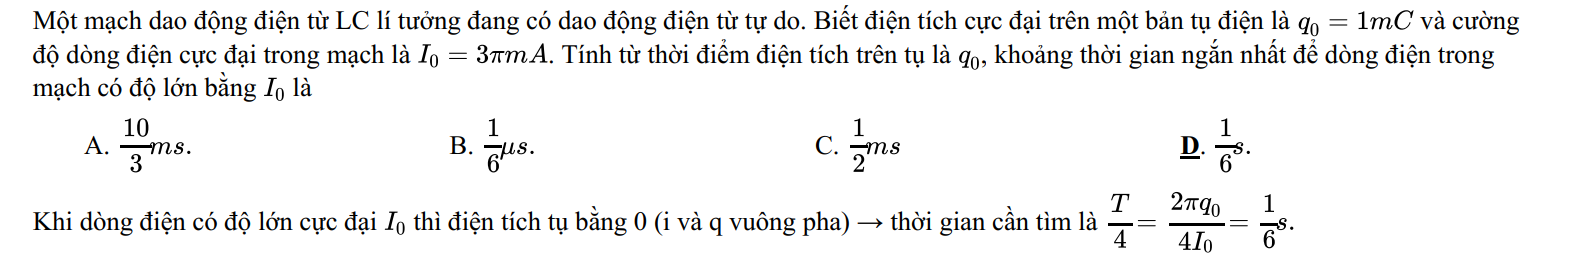 Một mạch dao động điện từ LC lí tưởng đang có dao động điện từ tự do. Biết điện tích cực đại trên một bản tụ điện là $q_0 = 1mC$ và cường
độ dòng điện cực đại trong mạch là $I_0 = 3\pi mA$. Tính từ thời điểm điện tích trên tụ là $q_0$, khoảng thời gian ngắn nhất để dòng điện trong
mạch có độ lớn bằng $I_0$ là
A. $\frac{10}{3}ms.$ B. $\frac{1}{6}\mu s.$ C. $\frac{1}{2}ms$ D. $\frac{1}{6}s.$
Khi dòng điện có độ lớn cực đại $I_0$ thì điện tích tụ bằng 0 (i và q vuông pha) → thời gian cần tìm là $\frac{T}{4} = \frac{2\pi q_0}{4I_0} = \frac{1}{6}s.$